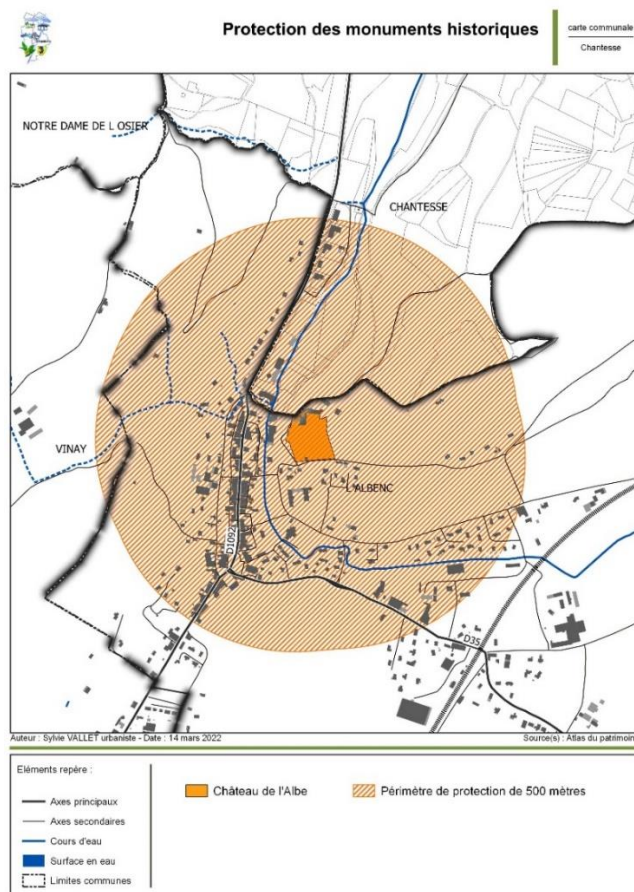 Protection des monuments historiques
carte communale
Chantesse
NOTRE DAME DE L OSIER
CHANTESSE
VINAY
L'ALBENC
D1092
D35
Auteur : Sylvie VALLET urbaniste - Date : 14 mars 2022
Source(s) : Atlas du patrimoin
Eléments repère :
Axes principaux
Axes secondaires
Cours d'eau
Surface en eau
Limites communes
Château de l'Albe
Périmètre de protection de 500 mètres